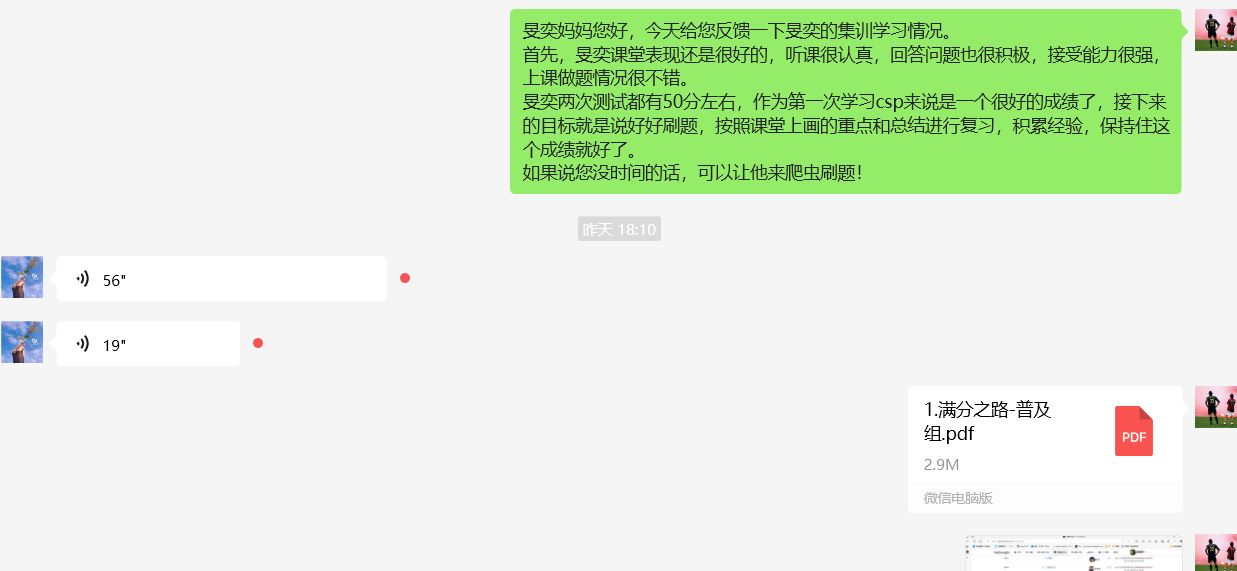 旻奕妈妈您好，今天给您反馈一下旻奕的集训学习情况。
首先，旻奕课堂表现还是很好的，听课很认真，回答问题也很积极，接受能力很强，
上课做题情况很不错。
旻奕两次测试都有50分左右，作为第一次学习csp来说是一个很好的成绩了，接下来
的目标就是说好好刷题，按照课堂上画的重点和总结进行复习，积累经验，保持住这
个成绩就好了。
如果说您没时间的话，可以让他来爬虫刷题！
昨天 18:10
56"
19"
1.满分之路-普及
组.pdf
PDF
2.9M
微信电脑版